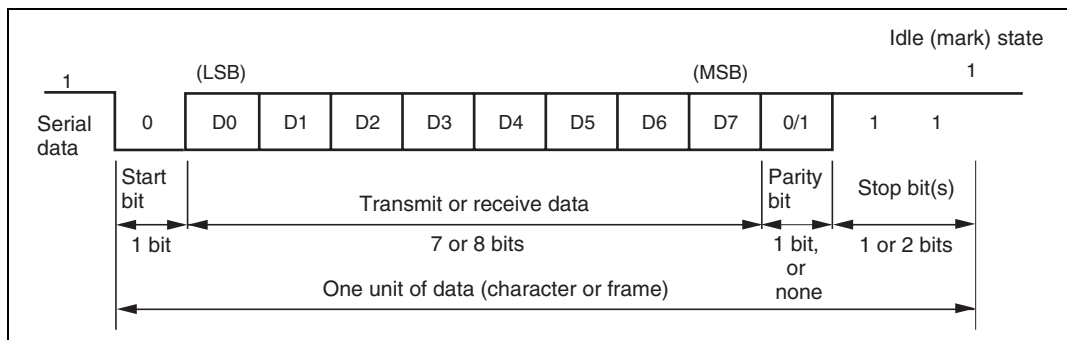 Idle (mark) state
1 (LSB) (MSB) 1
Serial data 0 D0 D1 D2 D3 D4 D5 D6 D7 0/1 1 1
Start bit
Transmit or receive data
Parity bit
Stop bit(s)
1 bit
7 or 8 bits
1 bit, or none
1 or 2 bits
One unit of data (character or frame)